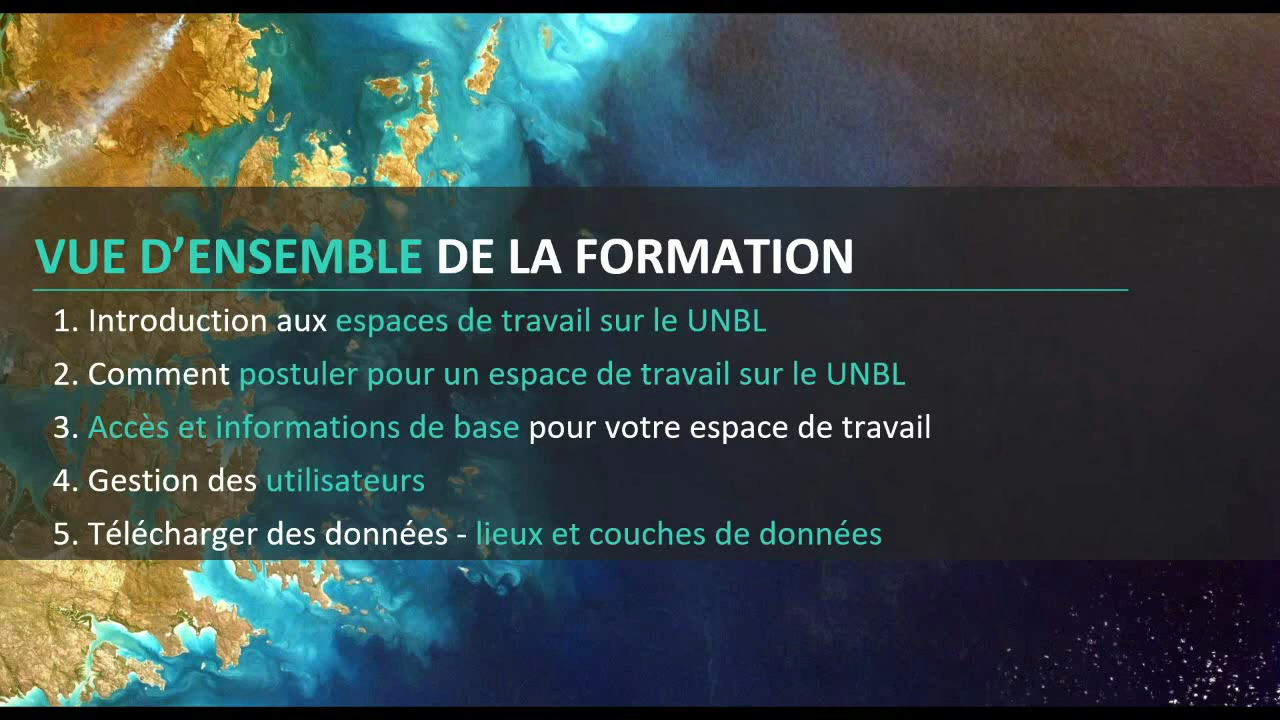 VUE D’ENSEMBLE DE LA FORMATION
1. Introduction aux espaces de travail sur le UNBL
2. Comment postuler pour un espace de travail sur le UNBL
3. Accès et informations de base pour votre espace de travail
4. Gestion des utilisateurs
5. Télécharger des données - lieux et couches de données